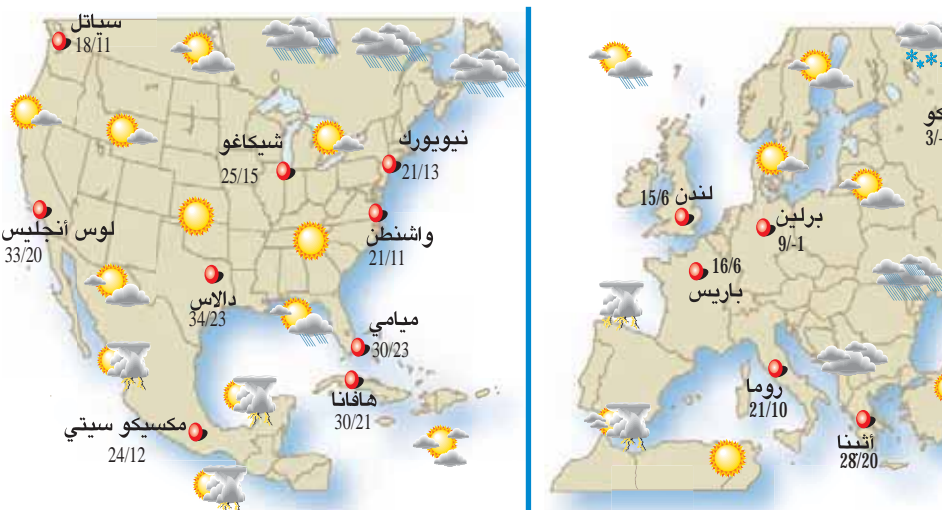 سياتل
18/11
شيكاغو
25/15
نيويورك
21/13
لوس أنجليس
33/20
واشنطن
21/11
دالاس
34/23
ميامي
30/23
هافانا
30/21
مكسيكو سيتي
24/12
لندن
15/6
برلين
9/-1
16/6
باريس
روما
21/10
أثينا
28/20